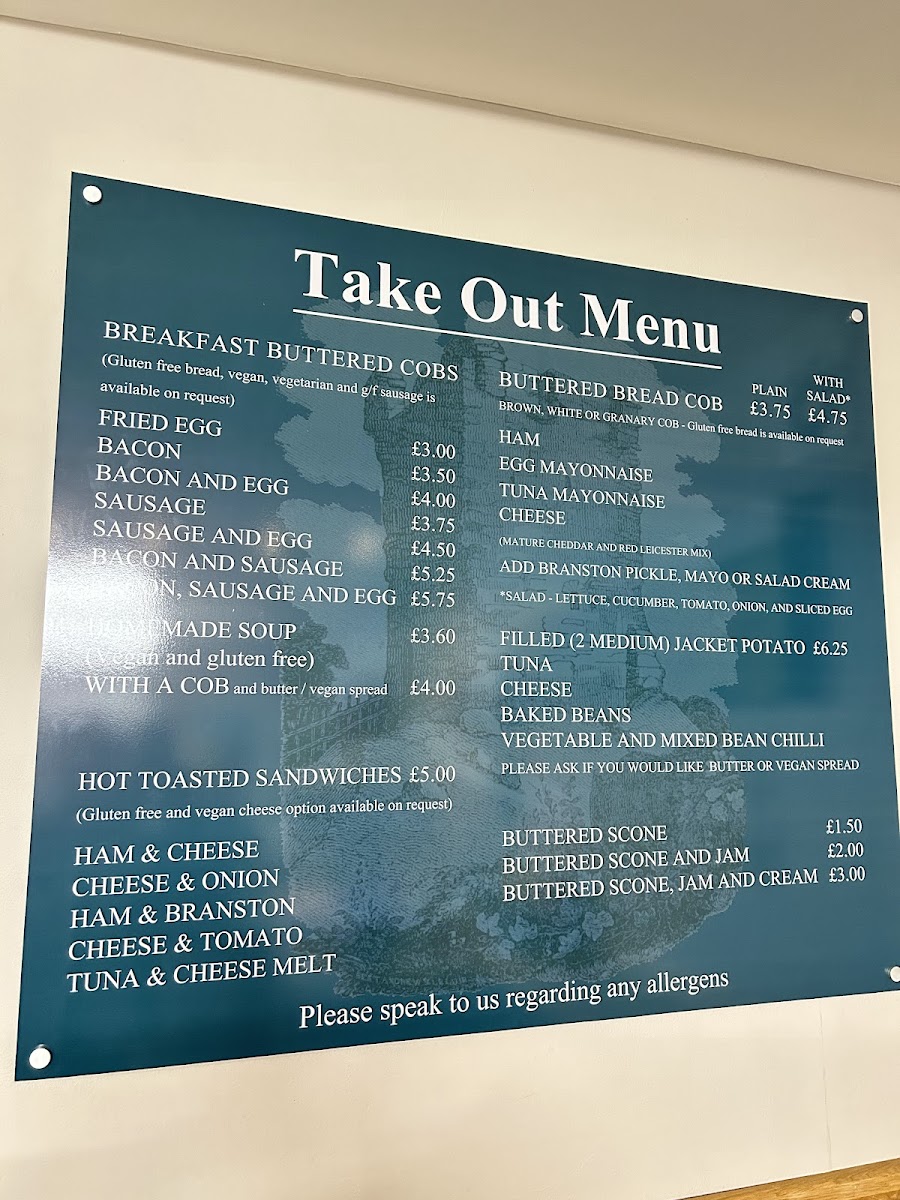 Take Out Menu
BREAKFAST BUTTERED COBS
(Gluten free bread, vegan, vegetarian and g/f sausage is
available on request)
FRIED EGG £3.00
BACON £3.50
BACON AND EGG £4.00
SAUSAGE £3.75
SAUSAGE AND EGG £4.50
BACON AND SAUSAGE £5.25
BACON, SAUSAGE AND EGG £5.75
HOMEMADE SOUP £3.60
(Vegan and gluten free)
WITH A COB and butter / vegan spread £4.00
HOT TOASTED SANDWICHES £5.00
(Gluten free and vegan cheese option available on request)
HAM & CHEESE
CHEESE & ONION
HAM & BRANSTON
CHEESE & TOMATO
TUNA & CHEESE MELT
BUTTERED BREAD COB
PLAIN
£3.75
WITH
SALAD*
£4.75
BROWN, WHITE OR GRANARY COB - Gluten free bread is available on request
HAM
EGG MAYONNAISE
TUNA MAYONNAISE
CHEESE
(MATURE CHEDDAR AND RED LEICESTER MIX)
ADD BRANSTON PICKLE, MAYO OR SALAD CREAM
*SALAD - LETTUCE, CUCUMBER, TOMATO, ONION, AND SLICED EGG
FILLED (2 MEDIUM) JACKET POTATO £6.25
TUNA
CHEESE
BAKED BEANS
VEGETABLE AND MIXED BEAN CHILLI
PLEASE ASK IF YOU WOULD LIKE BUTTER OR VEGAN SPREAD
BUTTERED SCONE £1.50
BUTTERED SCONE AND JAM £2.00
BUTTERED SCONE, JAM AND CREAM £3.00
Please speak to us regarding any allergens